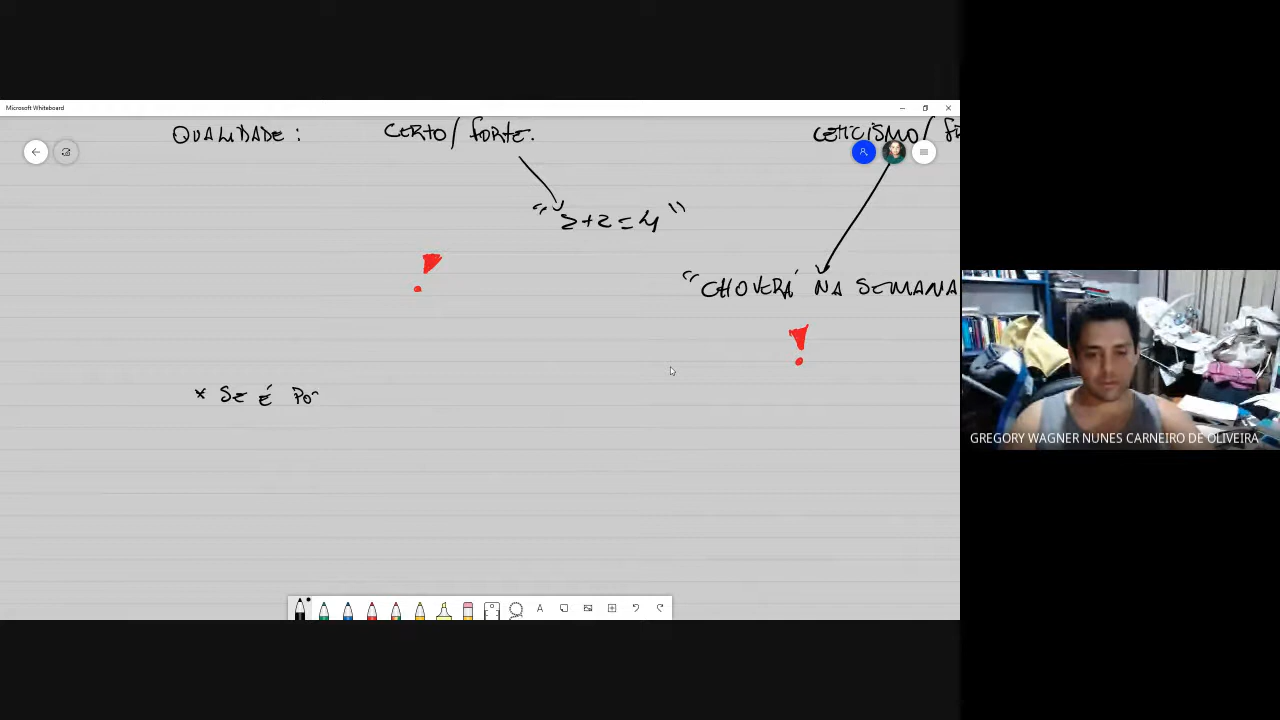 Microsoft Whiteboard
QUALIDADE: CERTO/FORTE. CETICISMO/
"2+2=4"
!
"CHOVERÁ NA SEMANA
!
* SE É PO
GREGORY WAGNER NUNES CARNEIRO DE OLIVEIRA
A